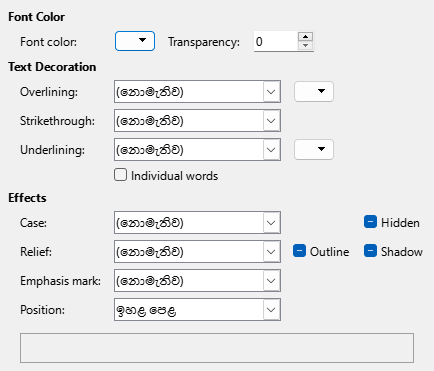 Font Color
Font color: Transparency: 0
Text Decoration
Overlining: (නොමැතිව)
Strikethrough: (නොමැතිව)
Underlining: (නොමැතිව)
Individual words
Effects
Case: (නොමැතිව) Hidden
Relief: (නොමැතිව) Outline Shadow
Emphasis mark: (නොමැතිව)
Position: ඉහළ පෙළ